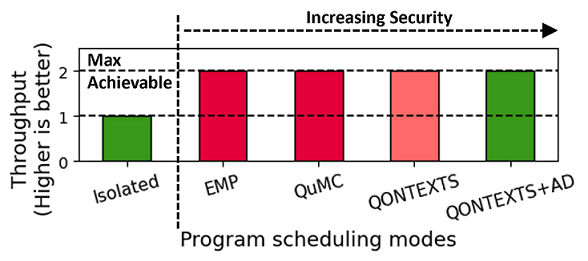 Increasing Security
Throughput
(Higher is better)
Max
Achievable
2
1
0
Isolated
EMP
QuMC
QONTEXTS
QONTEXTS+AD
Program scheduling modes